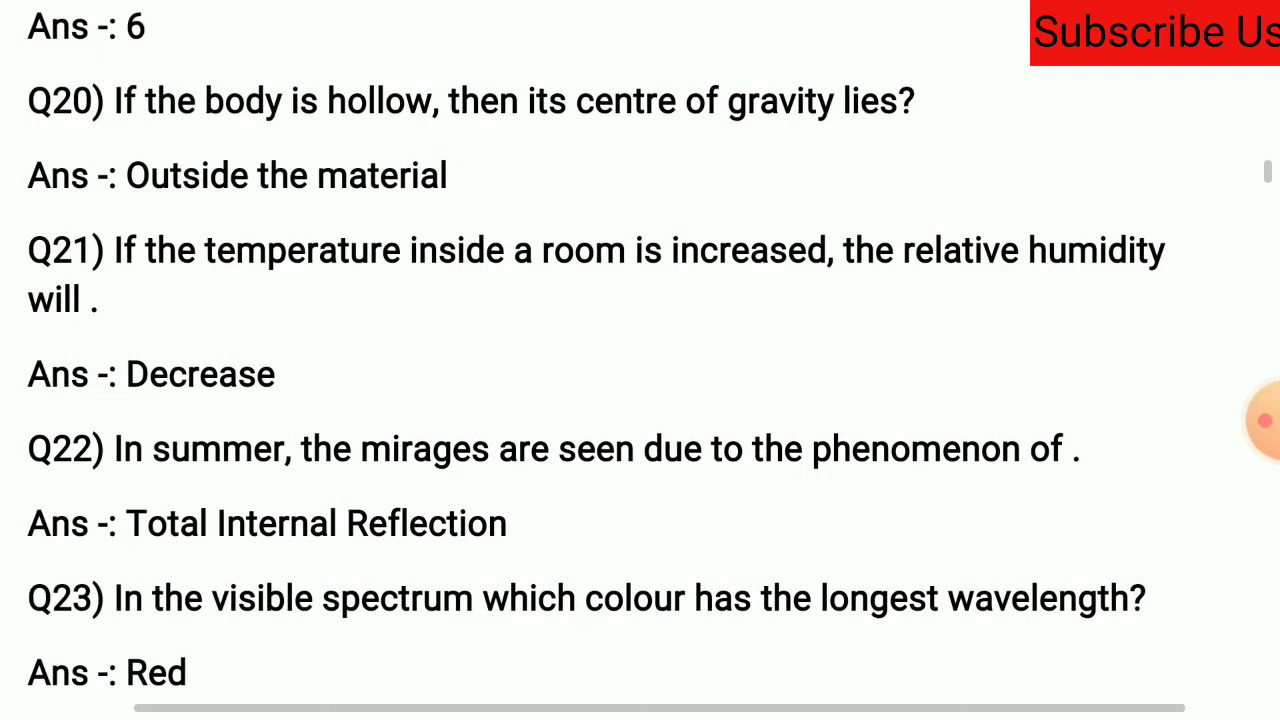 Ans -: 6
Subscribe Us
Q20) If the body is hollow, then its centre of gravity lies?
Ans -: Outside the material
Q21) If the temperature inside a room is increased, the relative humidity
will .
Ans -: Decrease
Q22) In summer, the mirages are seen due to the phenomenon of .
Ans -: Total Internal Reflection
Q23) In the visible spectrum which colour has the longest wavelength?
Ans -: Red